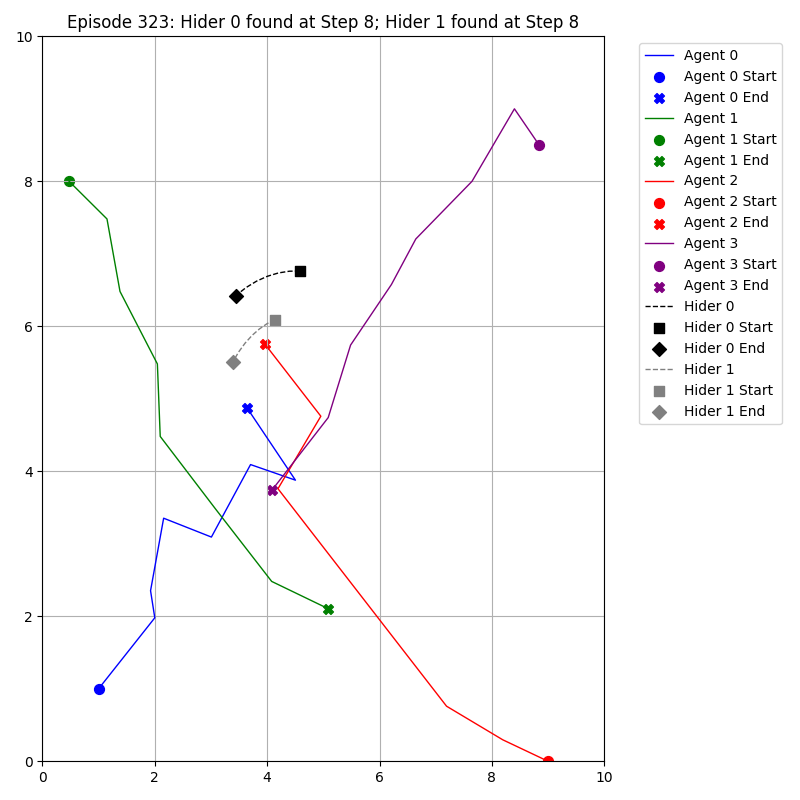 Episode 323: Hider 0 found at Step 8; Hider 1 found at Step 8
10
8
6
4
2
0
0 2 4 6 8 10
Agent 0
Agent 0 Start
Agent 0 End
Agent 1
Agent 1 Start
Agent 1 End
Agent 2
Agent 2 Start
Agent 2 End
Agent 3
Agent 3 Start
Agent 3 End
Hider 0
Hider 0 Start
Hider 0 End
Hider 1
Hider 1 Start
Hider 1 End